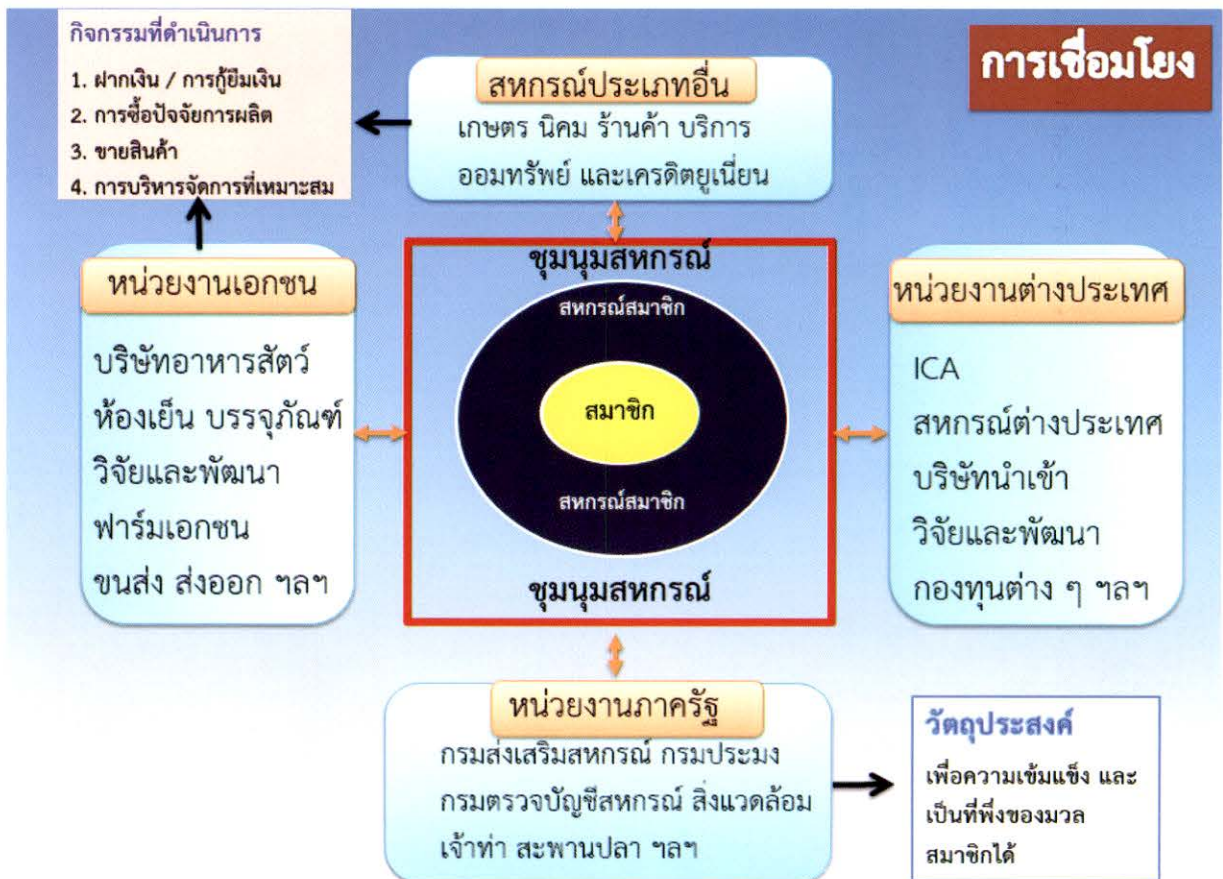 กิจกรรมที่ดำเนินการ
1. ฝากเงิน / การกู้ยืมเงิน
2. การซื้อปัจจัยการผลิต
3. ขายสินค้า
4. การบริหารจัดการที่เหมาะสม
การเชื่อมโยง
สหกรณ์ประเภทอื่น
เกษตร นิคม ร้านค้า บริการ
ออมทรัพย์ และเครดิตยูเนี่ยน
หน่วยงานเอกชน
บริษัทอาหารสัตว์
ห้องเย็น บรรจุภัณฑ์
วิจัยและพัฒนา
ฟาร์มเอกชน
ขนส่ง ส่งออก ฯลฯ
ชุมนุมสหกรณ์
สหกรณ์สมาชิก
สมาชิก
สหกรณ์สมาชิก
ชุมนุมสหกรณ์
หน่วยงานต่างประเทศ
ICA
สหกรณ์ต่างประเทศ
บริษัทนำเข้า
วิจัยและพัฒนา
กองทุนต่าง ๆ ฯลฯ
หน่วยงานภาครัฐ
กรมส่งเสริมสหกรณ์ กรมประมง
กรมตรวจบัญชีสหกรณ์ สิ่งแวดล้อม
เจ้าท่า สะพานปลา ฯลฯ
วัตถุประสงค์
เพื่อความเข้มแข็ง และ
เป็นที่พึ่งของมวล
สมาชิกได้